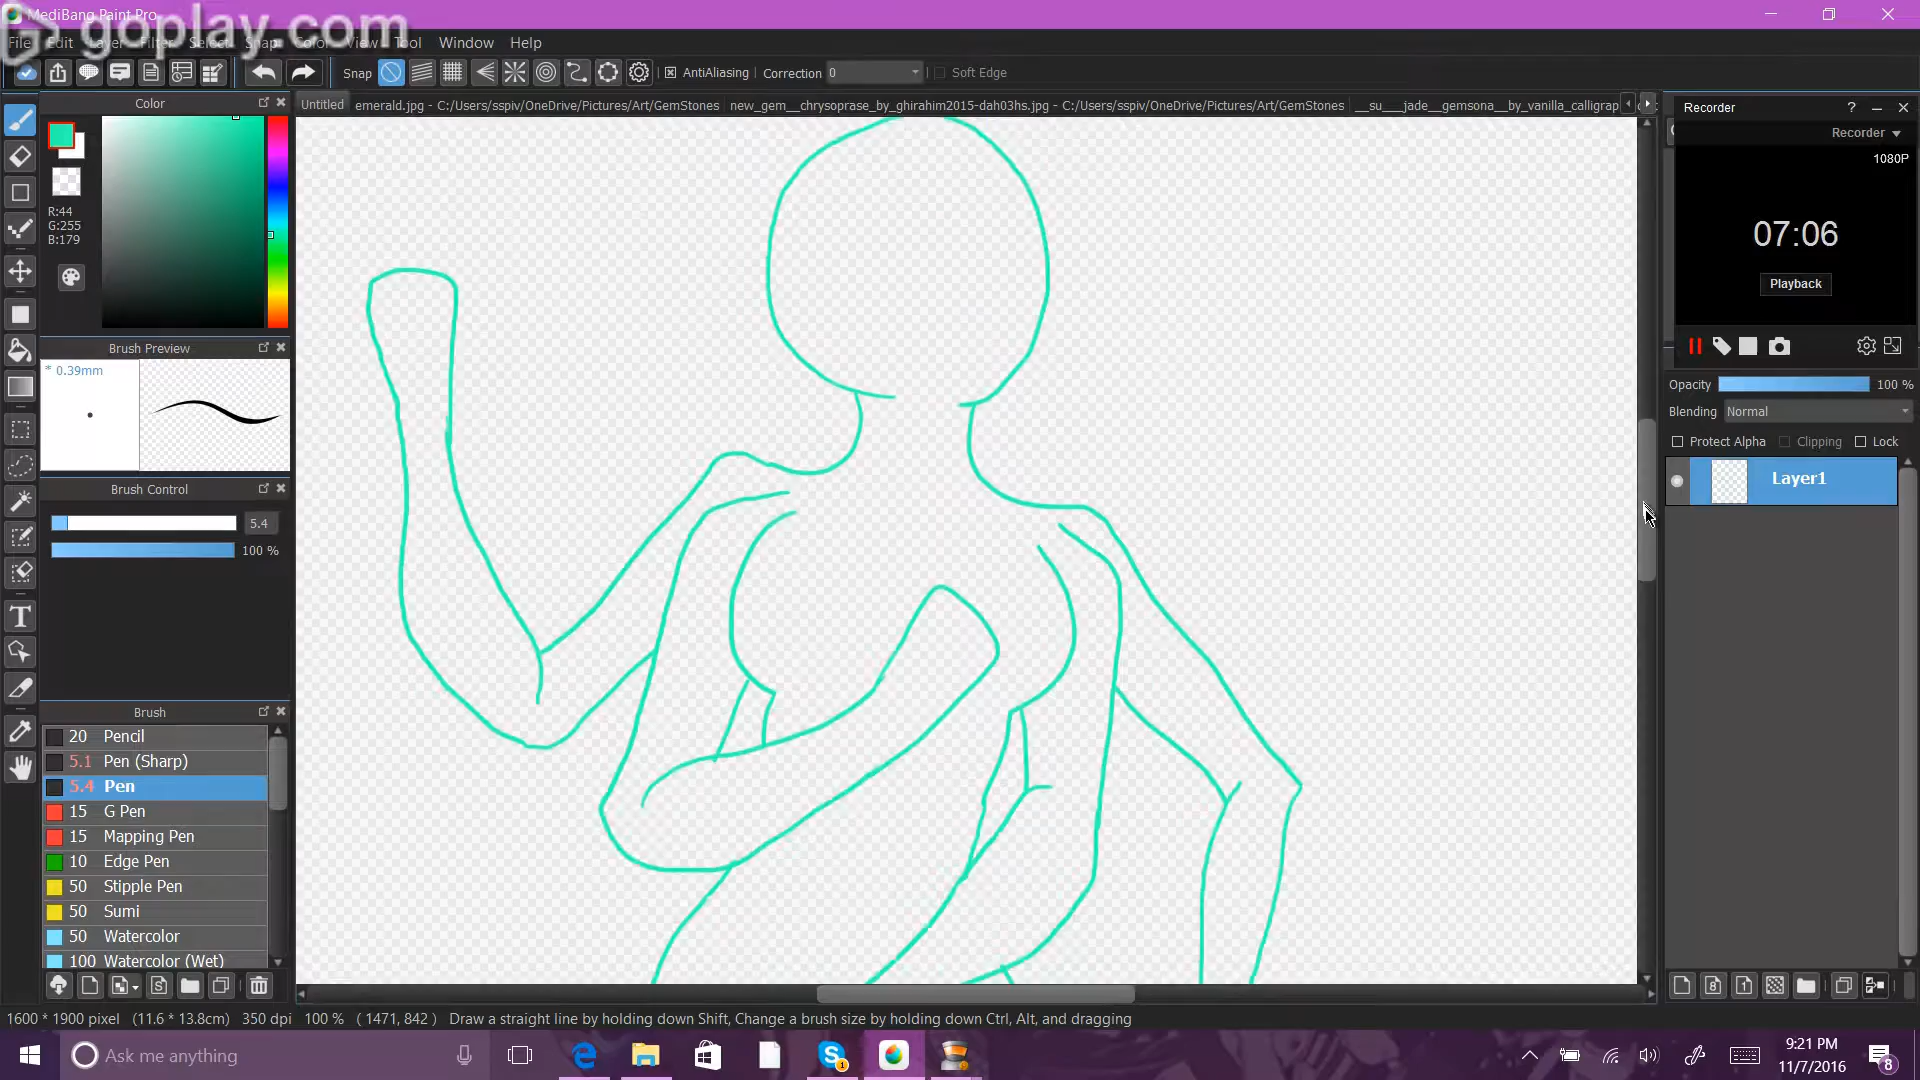 MediBang Paint Pro
goplay.com
File Edit Layer Filter Select Snap Color View Tool Window Help
Snap AntiAliasing Correction 0 Soft Edge
Color
Untitled emerald.jpg - C:/Users/sspiv/OneDrive/Pictures/Art/GemStones new_gem__chrysoprase_by_ghirahim2015-dah03hs.jpg - C:/Users/sspiv/OneDrive/Pictures/Art/GemStones __su___jade__gemsona__by_vanilla_calligrap
Recorder ?
Recorder
1080P
R:44
G:255
B:179
07:06
Playback
Brush Preview
* 0.39mm
Opacity 100 %
Blending Normal
Protect Alpha Clipping Lock
Layer1
Brush Control
5.4
100 %
Brush
20 Pencil
5.1 Pen (Sharp)
5.4 Pen
15 G Pen
15 Mapping Pen
10 Edge Pen
50 Stipple Pen
50 Sumi
50 Watercolor
100 Watercolor (Wet)
1600 * 1900 pixel (11.6 * 13.8cm) 350 dpi 100 % ( 1471, 842 ) Draw a straight line by holding down Shift, Change a brush size by holding down Ctrl, Alt, and dragging
Ask me anything
1
9:21 PM
11/7/2016
8